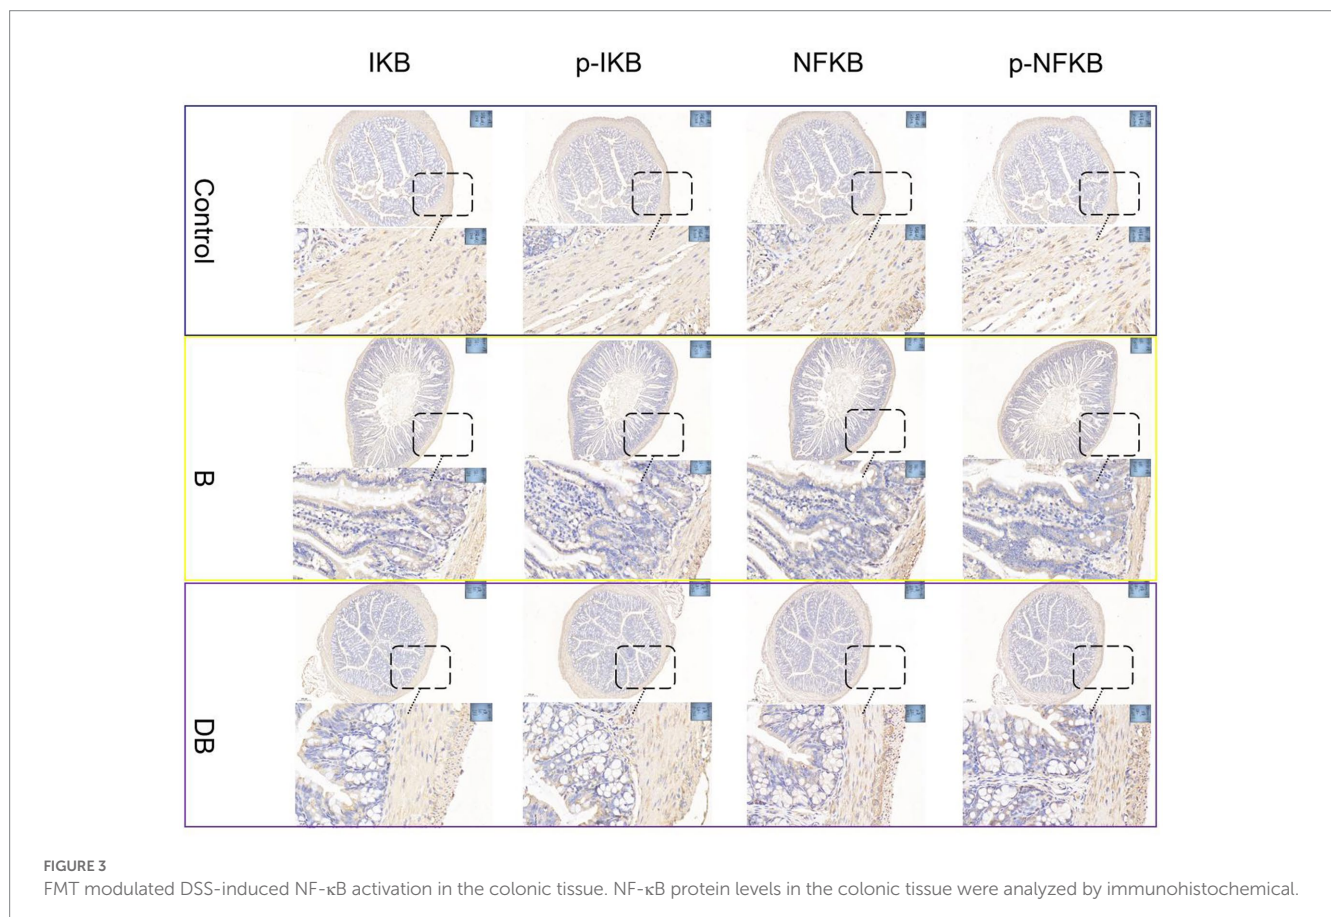 IKB p-IKB NFKB p-NFKB
Control
B
DB
FIGURE 3
FMT modulated DSS-induced NF-κB activation in the colonic tissue. NF-κB protein levels in the colonic tissue were analyzed by immunohistochemical.